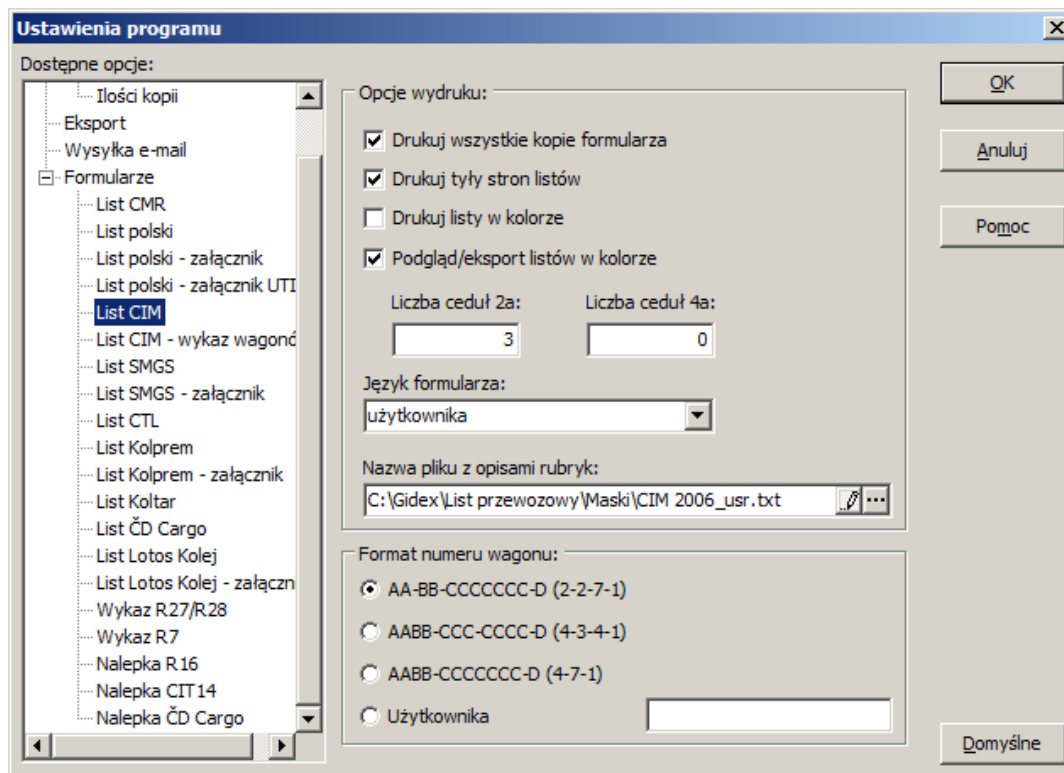 Ustawienia programu
Dostępne opcje:
Ilości kopii
Eksport
Wysyłka e-mail
Formularze
List CMR
List polski
List polski - załącznik
List polski - załącznik UTI
List CIM
List CIM - wykaz wagonó
List SMGS
List SMGS - załącznik
List CTL
List Kolprem
List Kolprem - załącznik
List Koltar
List ČD Cargo
List Lotos Kolej
List Lotos Kolej - załączni
Wykaz R27/R28
Wykaz R7
Nalepka R16
Nalepka CIT14
Nalepka ČD Cargo
Opcje wydruku:
Drukuj wszystkie kopie formularza
Drukuj tyły stron listów
Drukuj listy w kolorze
Podgląd/eksport listów w kolorze
Liczba ceduł 2a: Liczba ceduł 4a:
3 0
Język formularza:
użytkownika
Nazwa pliku z opisami rubryk:
C:\Gidex\List przewozowy\Maski\CIM 2006_usr.txt ...
Format numeru wagonu:
AA-BB-CCCCCCC-D (2-2-7-1)
AABB-CCC-CCCC-D (4-3-4-1)
AABB-CCCCCCC-D (4-7-1)
Użytkownika
OK
Anuluj
Pomoc
Domyślne